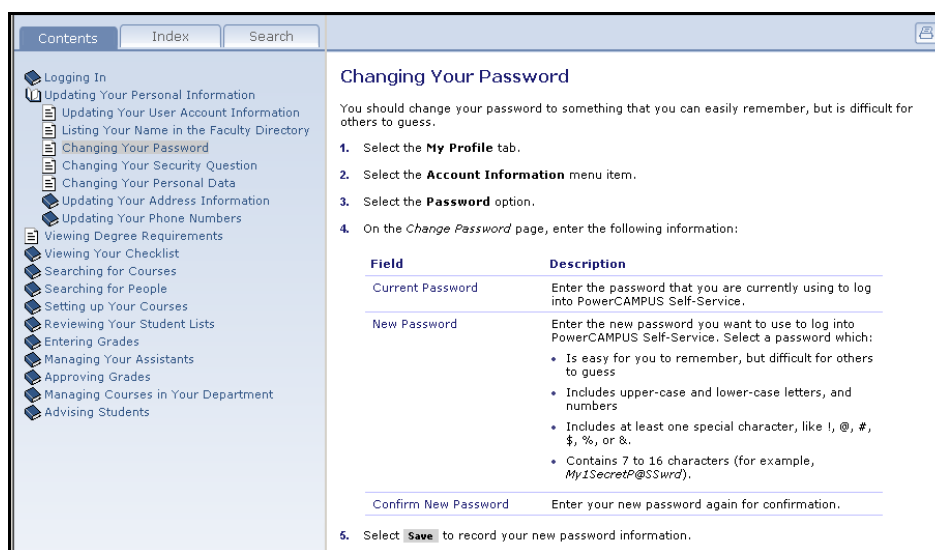 Contents Index Search
Logging In
Updating Your Personal Information
Updating Your User Account Information
Listing Your Name in the Faculty Directory
Changing Your Password
Changing Your Security Question
Changing Your Personal Data
Updating Your Address Information
Updating Your Phone Numbers
Viewing Degree Requirements
Viewing Your Checklist
Searching for Courses
Searching for People
Setting up Your Courses
Reviewing Your Student Lists
Entering Grades
Managing Your Assistants
Approving Grades
Managing Courses in Your Department
Advising Students
Changing Your Password
You should change your password to something that you can easily remember, but is difficult for
others to guess.
1. Select the My Profile tab.
2. Select the Account Information menu item.
3. Select the Password option.
4. On the Change Password page, enter the following information:
Field Description
Current Password Enter the password that you are currently using to log
into PowerCAMPUS Self-Service.
New Password Enter the new password you want to use to log into
PowerCAMPUS Self-Service. Select a password which:
• Is easy for you to remember, but difficult for others
to guess
• Includes upper-case and lower-case letters, and
numbers
• Includes at least one special character, like !, @, #,
$, %, or &.
• Contains 7 to 16 characters (for example,
My1SecretP@SSwrd).
Confirm New Password Enter your new password again for confirmation.
5. Select Save to record your new password information.